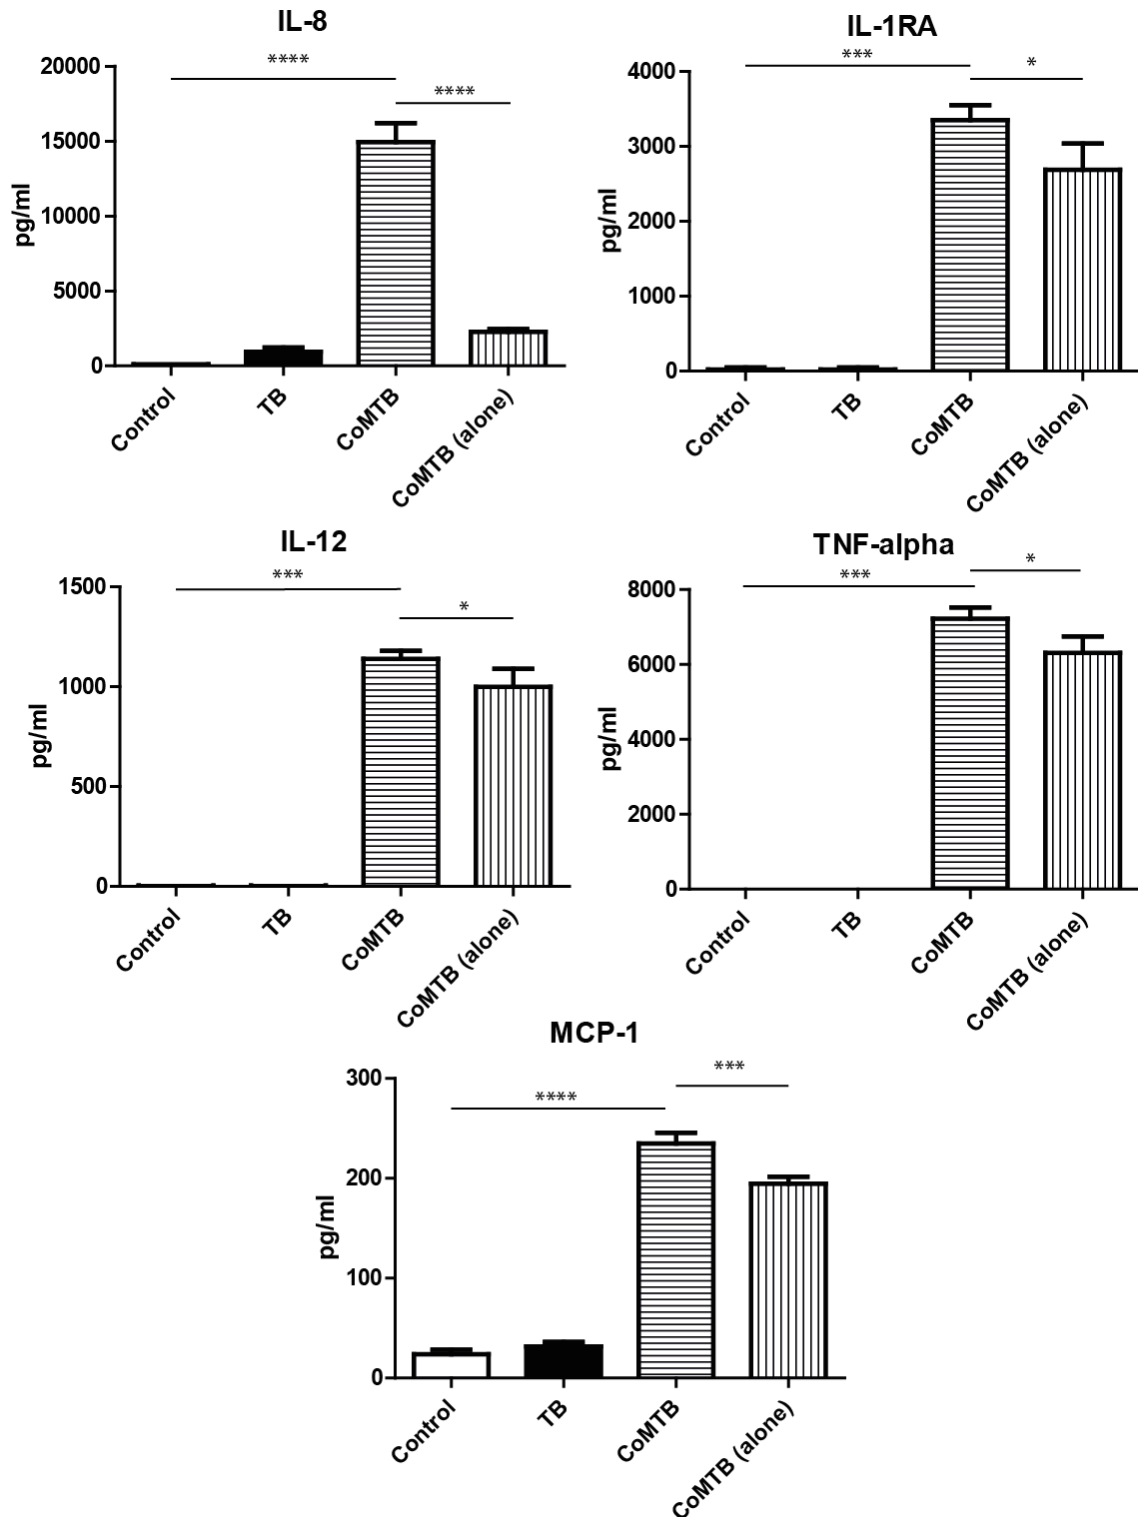 IL-8
****
****
20000
15000
10000
5000
0
pg/ml
Control
TB
CoMTB
CoMTB (alone)
IL-1RA
***
*
4000
3000
2000
1000
0
pg/ml
Control
TB
CoMTB
CoMTB (alone)
IL-12
***
*
1500
1000
500
0
pg/ml
Control
TB
CoMTB
CoMTB (alone)
TNF-alpha
***
*
8000
6000
4000
2000
0
pg/ml
Control
TB
CoMTB
CoMTB (alone)
MCP-1
***
****
300
200
100
0
pg/ml
Control
TB
CoMTB
CoMTB (alone)